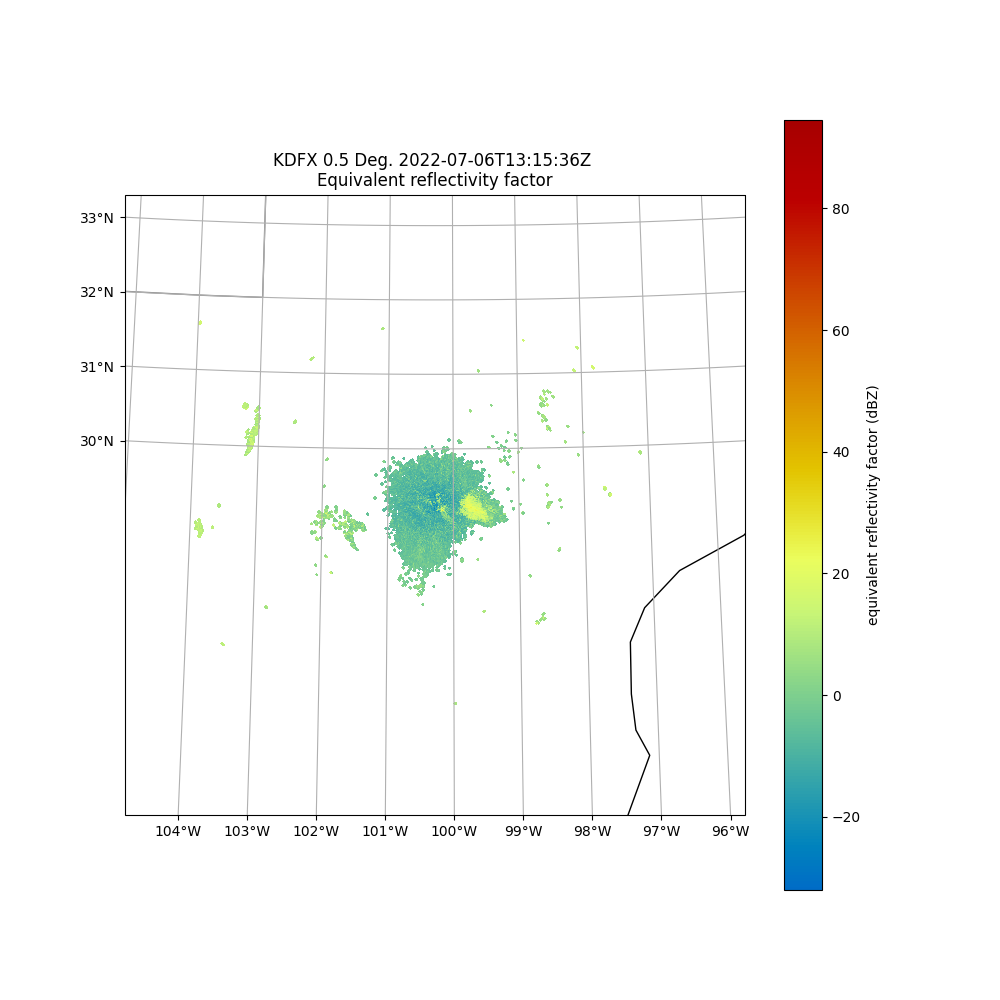 KDFX 0.5 Deg. 2022-07-06T13:15:36Z
Equivalent reflectivity factor
33°N
32°N
31°N
30°N
104°W 103°W 102°W 101°W 100°W 99°W 98°W 97°W 96°W
80
60
40
20
0
−20
equivalent reflectivity factor (dBZ)